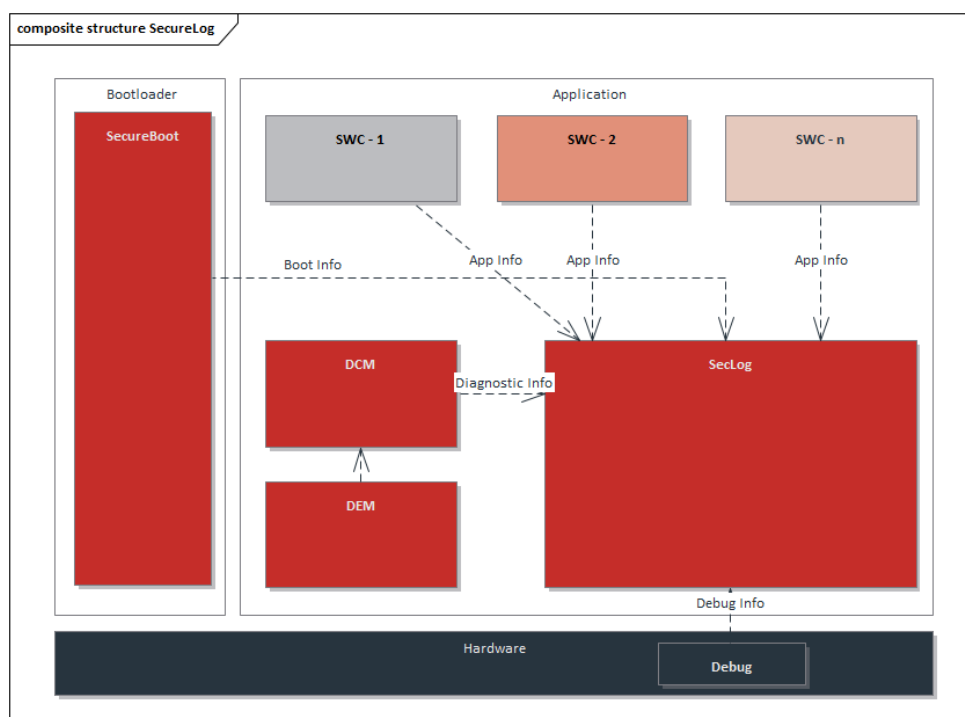 composite structure SecureLog
Bootloader
Application
SecureBoot
SWC - 1
SWC - 2
SWC - n
Boot Info
App Info
App Info
App Info
DCM
SecLog
Diagnostic Info
DEM
Debug Info
Hardware
Debug